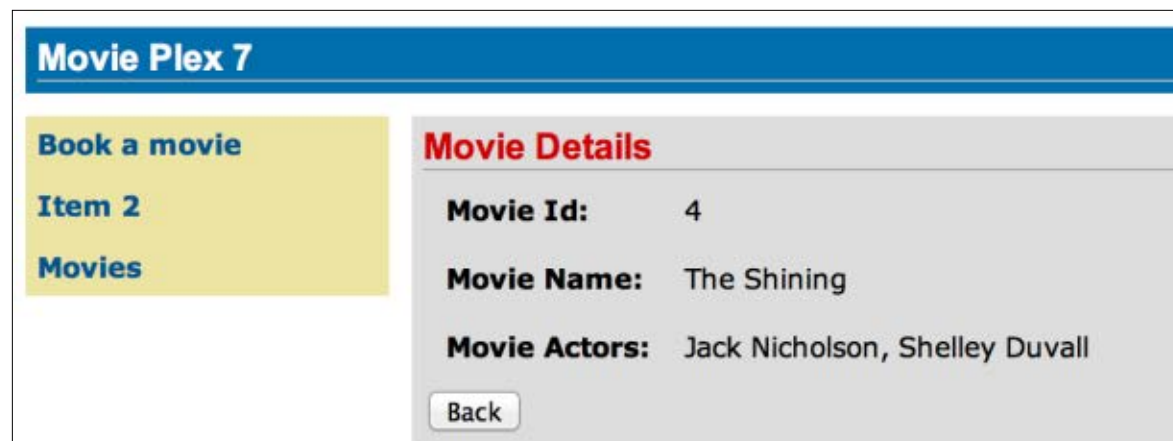 Movie Plex 7
Book a movie
Item 2
Movies
Movie Details
Movie Id: 4
Movie Name: The Shining
Movie Actors: Jack Nicholson, Shelley Duvall
Back